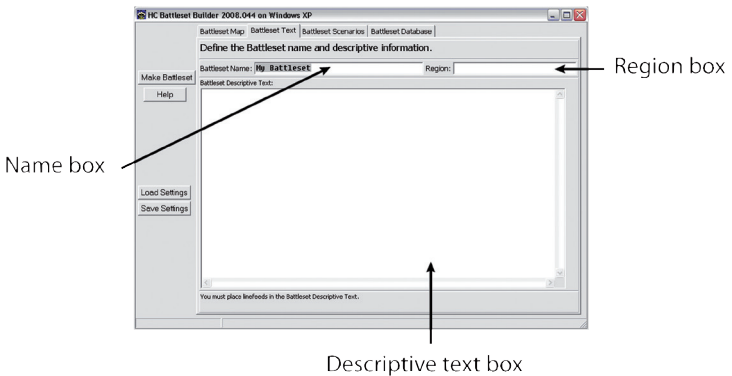 HC Battleset Builder 2008.044 on Windows XP
Battleset Map Battleset Text Battleset Scenarios Battleset Database
Define the Battleset name and descriptive information.
Battleset Name: My Battleset Region:
Region box
Make Battleset
Battleset Descriptive Text:
Help
Name box
Load Settings
Save Settings
You must place linefeeds in the Battleset Descriptive Text.
Descriptive text box